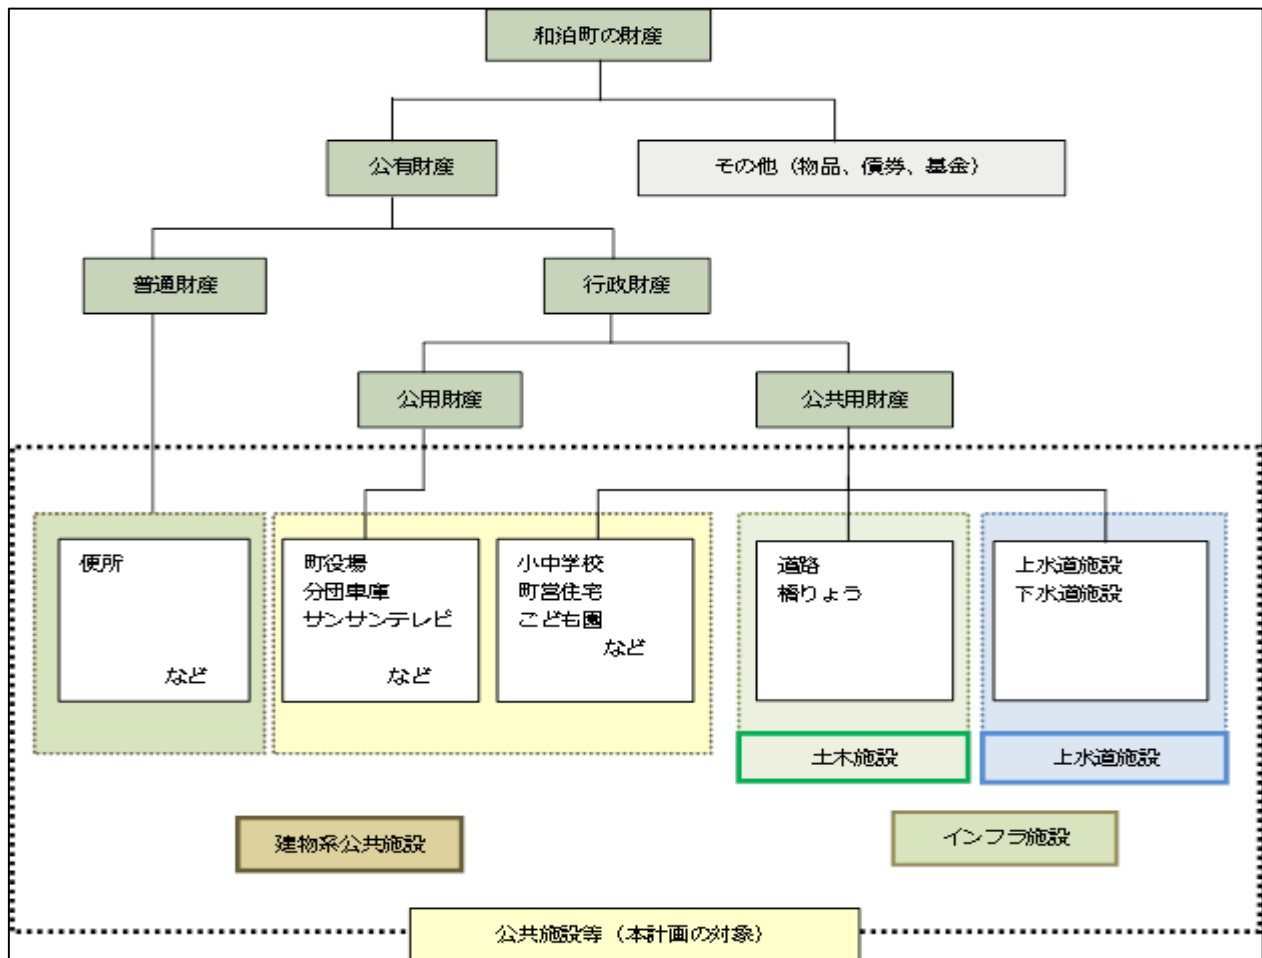 和泊町の財産
公有財産
その他（物品、債券、基金）
普通財産
行政財産
公用財産
公共用財産
便所
など
町役場
分団車庫
サンサンテレビ
など
小中学校
町営住宅
こども園
など
道路
橋りょう
上水道施設
下水道施設
土木施設
上水道施設
建物系公共施設
インフラ施設
公共施設等（本計画の対象）